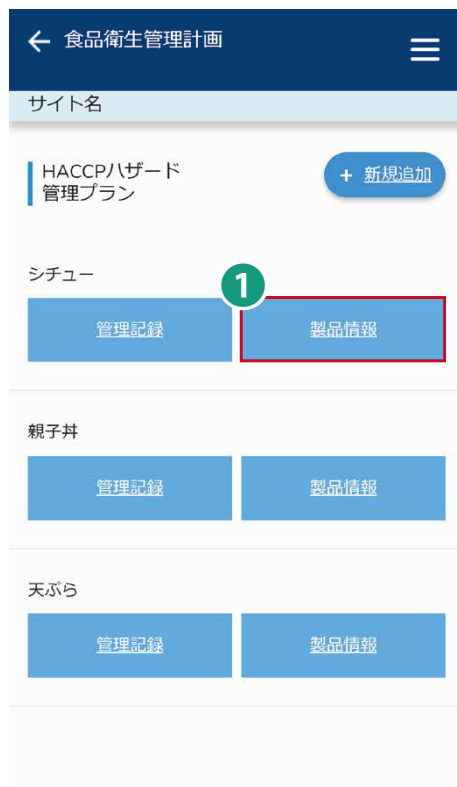 食品衛生管理計画
サイト名
HACCPハザード
管理プラン
+ 新規追加
シチュー
1
管理記録
製品情報
親子丼
管理記録
製品情報
天ぷら
管理記録
製品情報